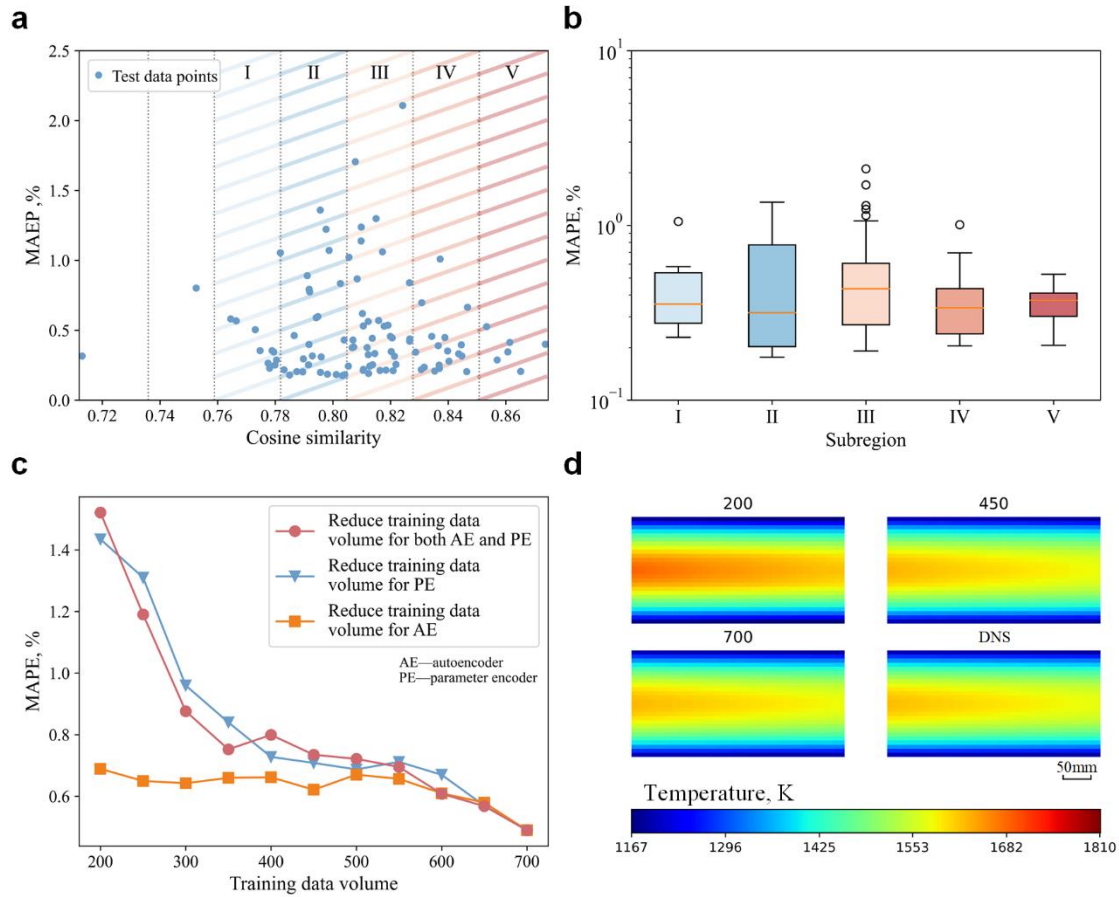 a
2.5
2.0
1.5
1.0
0.5
0.0
MAEP ,%
Test data points
I
II
III
IV
V
0.72
0.74
0.76
0.78
0.80
0.82
0.84
0.86
Cosine similarity
b
10¹
10⁰
10⁻¹
MAPE, %
I
II
III
IV
V
Subregion
c
1.4
1.2
1.0
0.8
0.6
MAPE, %
Reduce training data
volume for both AE and PE
Reduce training data
volume for PE
Reduce training data
volume for AE
AE—autoencoder
PE—parameter encoder
200
300
400
500
600
700
Training data volume
d
200
450
700
DNS
50mm
Temperature, K
1167
1296
1425
1553
1682
1810